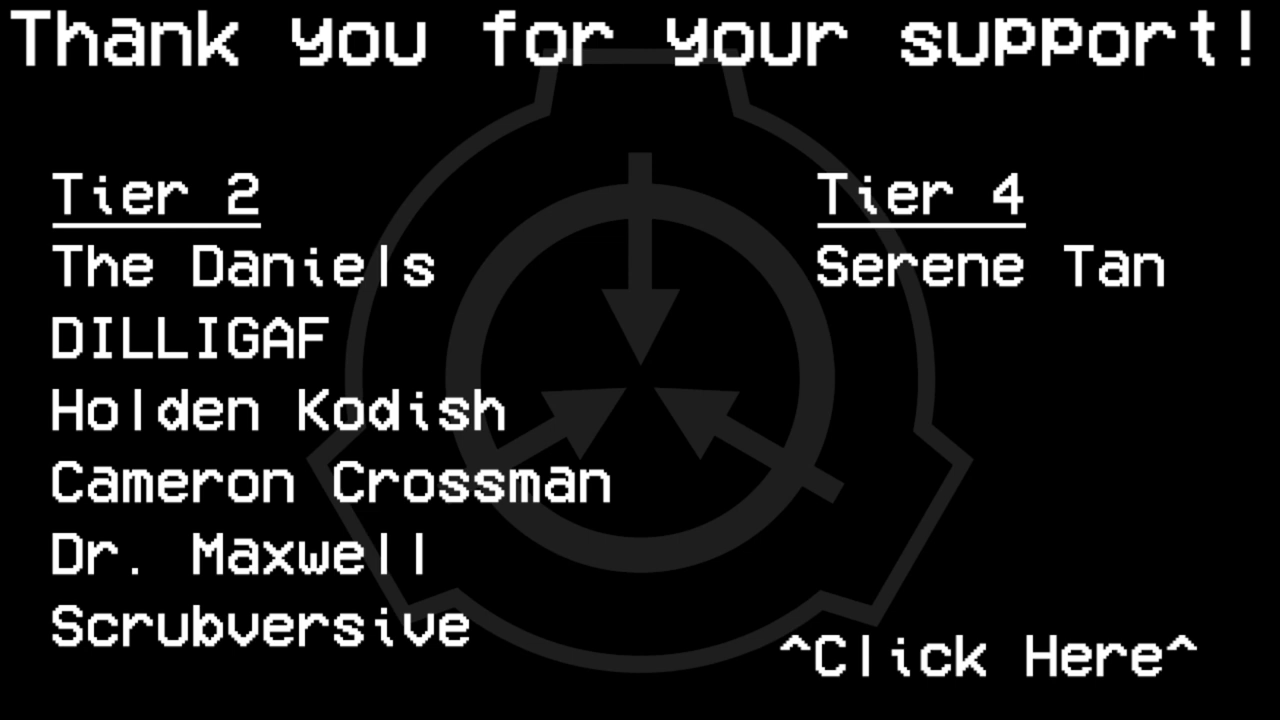 Thank you for your support!
Tier 2
The Daniels
DILLIGAF
Holden Kodish
Cameron Crossman
Dr. Maxwell
Scrubversive
Tier 4
Serene Tan
^Click Here^